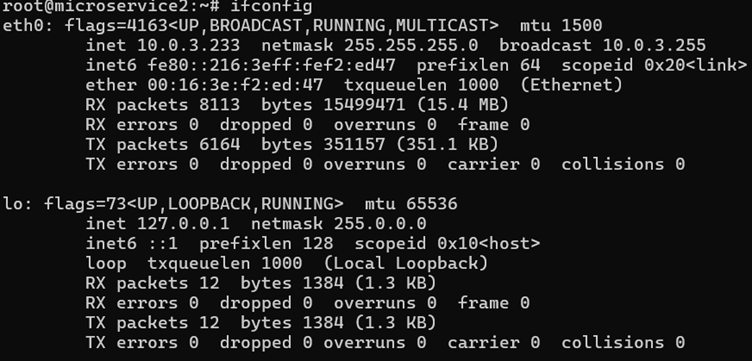 root@microservice2:~# ifconfig
eth0: flags=4163<UP,BROADCAST,RUNNING,MULTICAST>  mtu 1500
        inet 10.0.3.233  netmask 255.255.255.0  broadcast 10.0.3.255
        inet6 fe80::216:3eff:fef2:ed47  prefixlen 64  scopeid 0x20<link>
        ether 00:16:3e:f2:ed:47  txqueuelen 1000  (Ethernet)
        RX packets 8113  bytes 15499471 (15.4 MB)
        RX errors 0  dropped 0  overruns 0  frame 0
        TX packets 6164  bytes 351157 (351.1 KB)
        TX errors 0  dropped 0 overruns 0  carrier 0  collisions 0

lo: flags=73<UP,LOOPBACK,RUNNING>  mtu 65536
        inet 127.0.0.1  netmask 255.0.0.0
        inet6 ::1  prefixlen 128  scopeid 0x10<host>
        loop  txqueuelen 1000  (Local Loopback)
        RX packets 12  bytes 1384 (1.3 KB)
        RX errors 0  dropped 0  overruns 0  frame 0
        TX packets 12  bytes 1384 (1.3 KB)
        TX errors 0  dropped 0 overruns 0  carrier 0  collisions 0